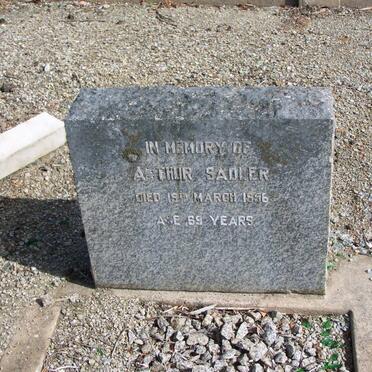 IN MEMORY OF
ARTHUR SADLER
DIED 19TH MARCH 1956
AGE 69 YEARS